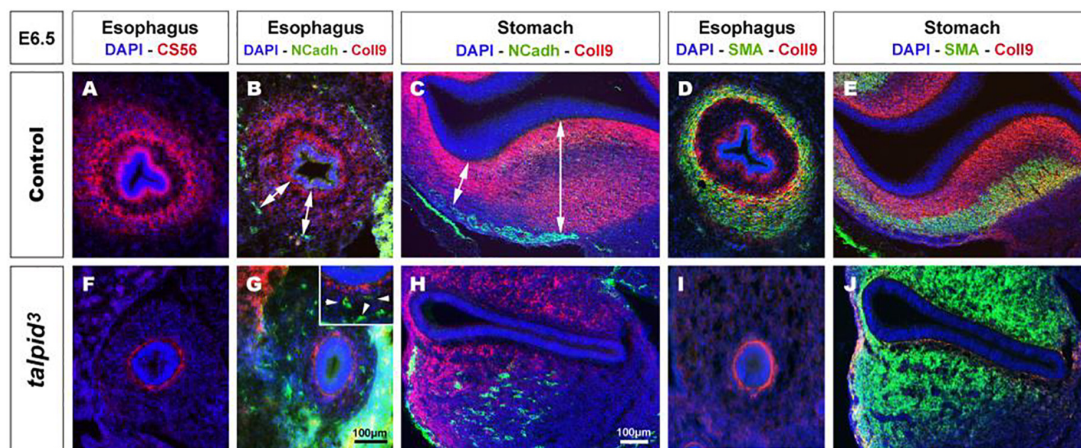 E6.5
Esophagus
DAPI - CS56
Esophagus
DAPI - NCadh - Coll9
Stomach
DAPI - NCadh - Coll9
Esophagus
DAPI - SMA - Coll9
Stomach
DAPI - SMA - Coll9
Control
A
B
C
D
E
talpid³
F
G
H
I
J
100µm
100µm